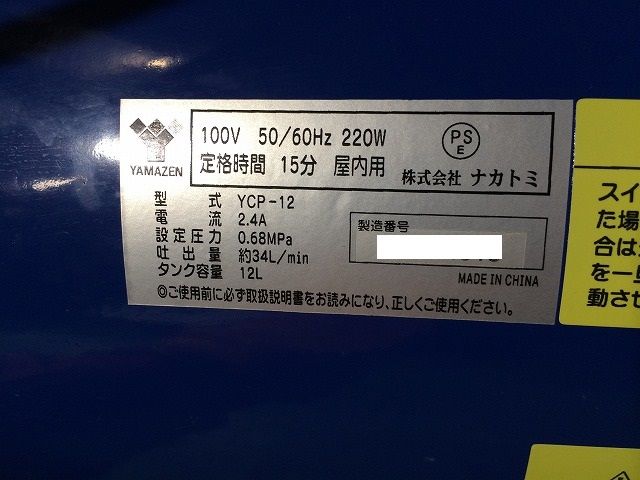 YAMAZEN
100V 50/60Hz 220W
定格時間 15分 屋内用
PS
E
株式会社 ナカトミ
型 式 YCP-12
電 流 2.4A
設定圧力 0.68MPa
吐出量 約34L/min
タンク容量 12L
製造番号
MADE IN CHINA
◎ご使用前に必ず取扱説明書をお読みになり、正しくご使用ください。
スイ
た場
合は
を一旦
動させ